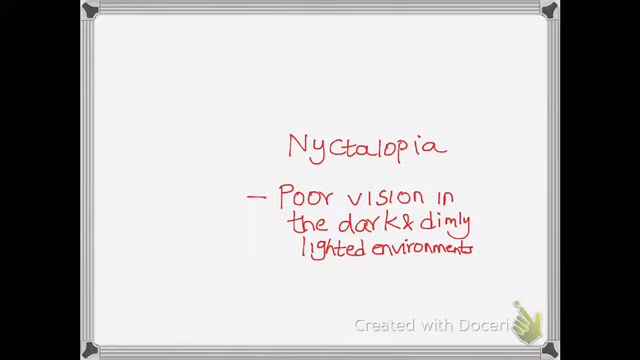 Nyctalopia
– Poor vision in
the dark & dimly
lighted environments
Created with Doceri